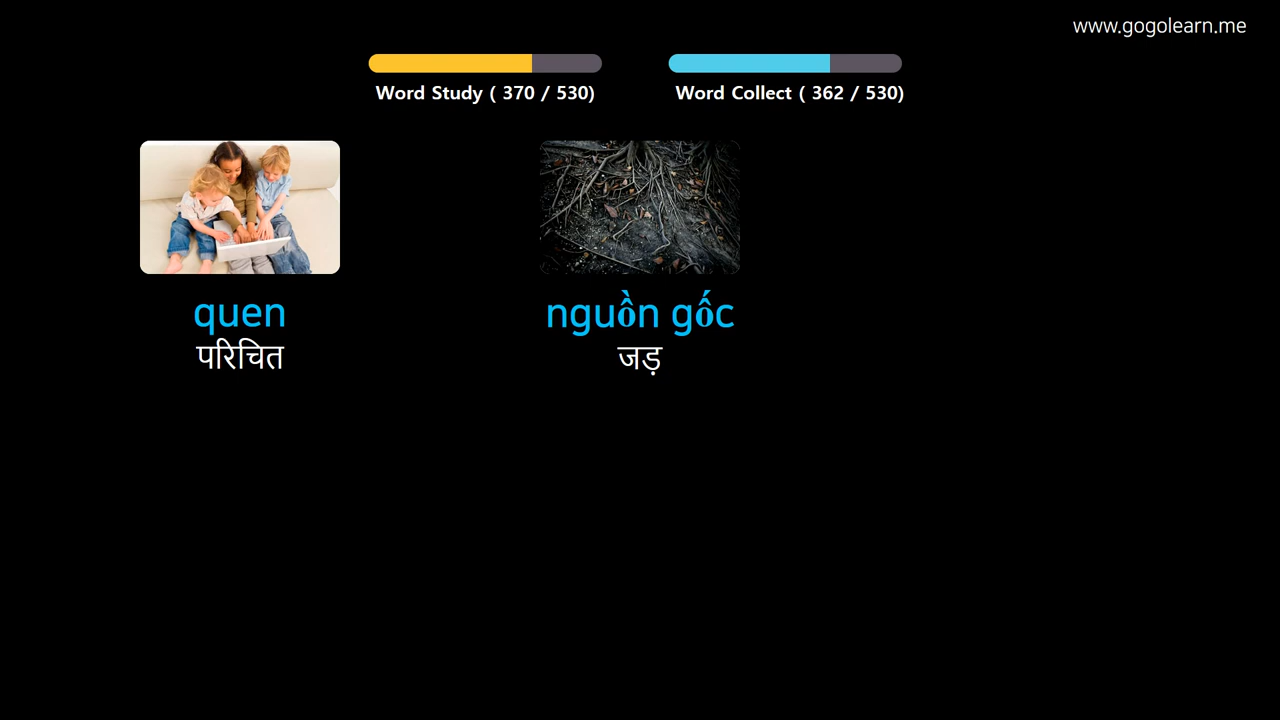 www.gogolearn.me
Word Study ( 370 / 530)
Word Collect ( 362 / 530)
quen
परिचित
nguồn gốc
जड़